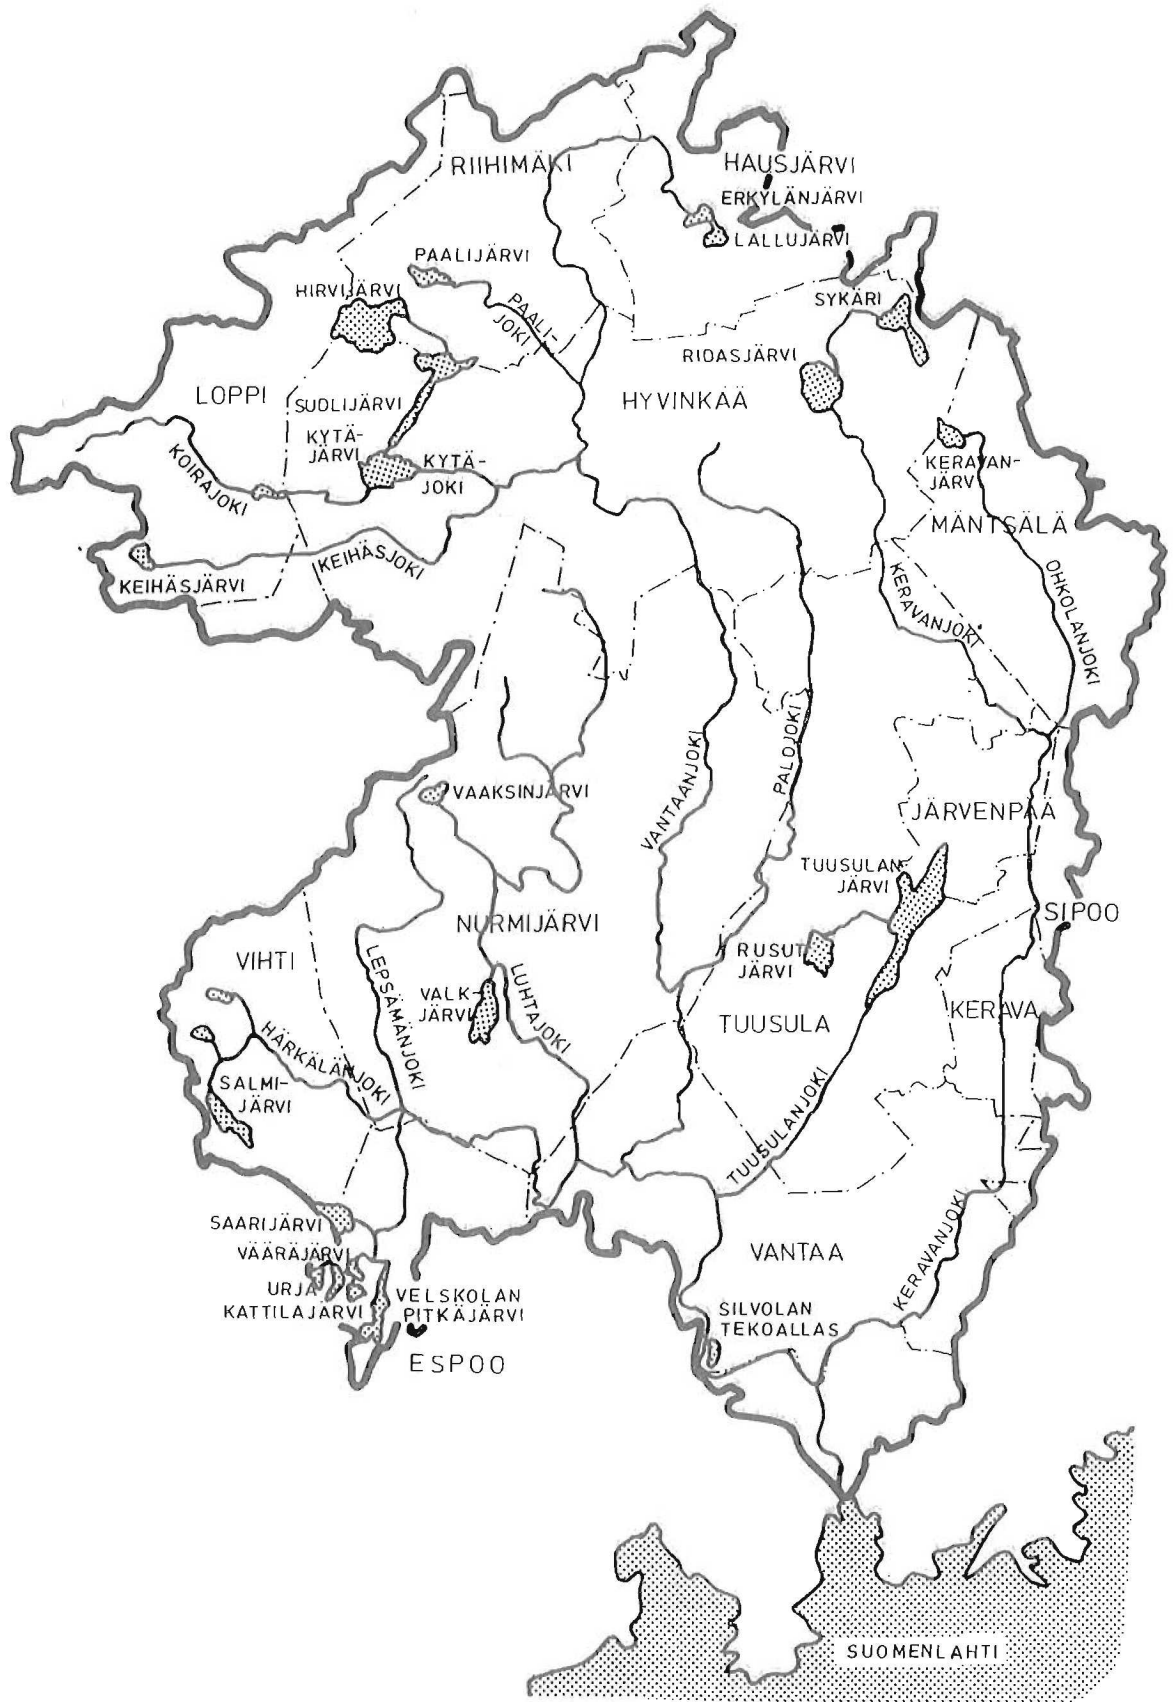 RIIHIMÄKI
HAUSJÄRVI
ERKYLÄNJÄRVI
LALLUJÄRVI
PAALIJÄRVI
HIRVIJÄRVI
PAALI-
JOKI
SYKÄRI
RIDASJÄRVI
LOPPI
SUOLIJÄRVI
HYVINKÄÄ
KYTÄ-
JÄRVI
KYTÄ-
JOKI
KOIRAJOKI
KERAVAN-
JÄRVI
MÄNTSÄLÄ
KEIHÄSJÄRVI
KEIHÄSJOKI
KERAVANJOKI
OHKOLANJOKI
VANTAANJOKI
PALOJOKI
VAAKSINJÄRVI
JÄRVENPÄÄ
TUUSULAN
JÄRVI
NURMIJÄRVI
SIPOO
VIHTI
LEPSÄMÄNJOKI
VALK-
JÄRVI
LUHTAJOKI
RUSUT
JÄRVI
TUUSULA
KERAVA
HÄRKÄLÄNJOKI
SALMI-
JÄRVI
TUUSULANJOKI
SAARIJÄRVI
VÄÄRÄJÄRVI
URJA
KATTILAJÄRVI
VELSKOLAN
PITKÄJÄRVI
ESPOO
VANTAA
KERAVANJOKI
SILVOLAN
TEKOALLAS
SUOMENLAHTI